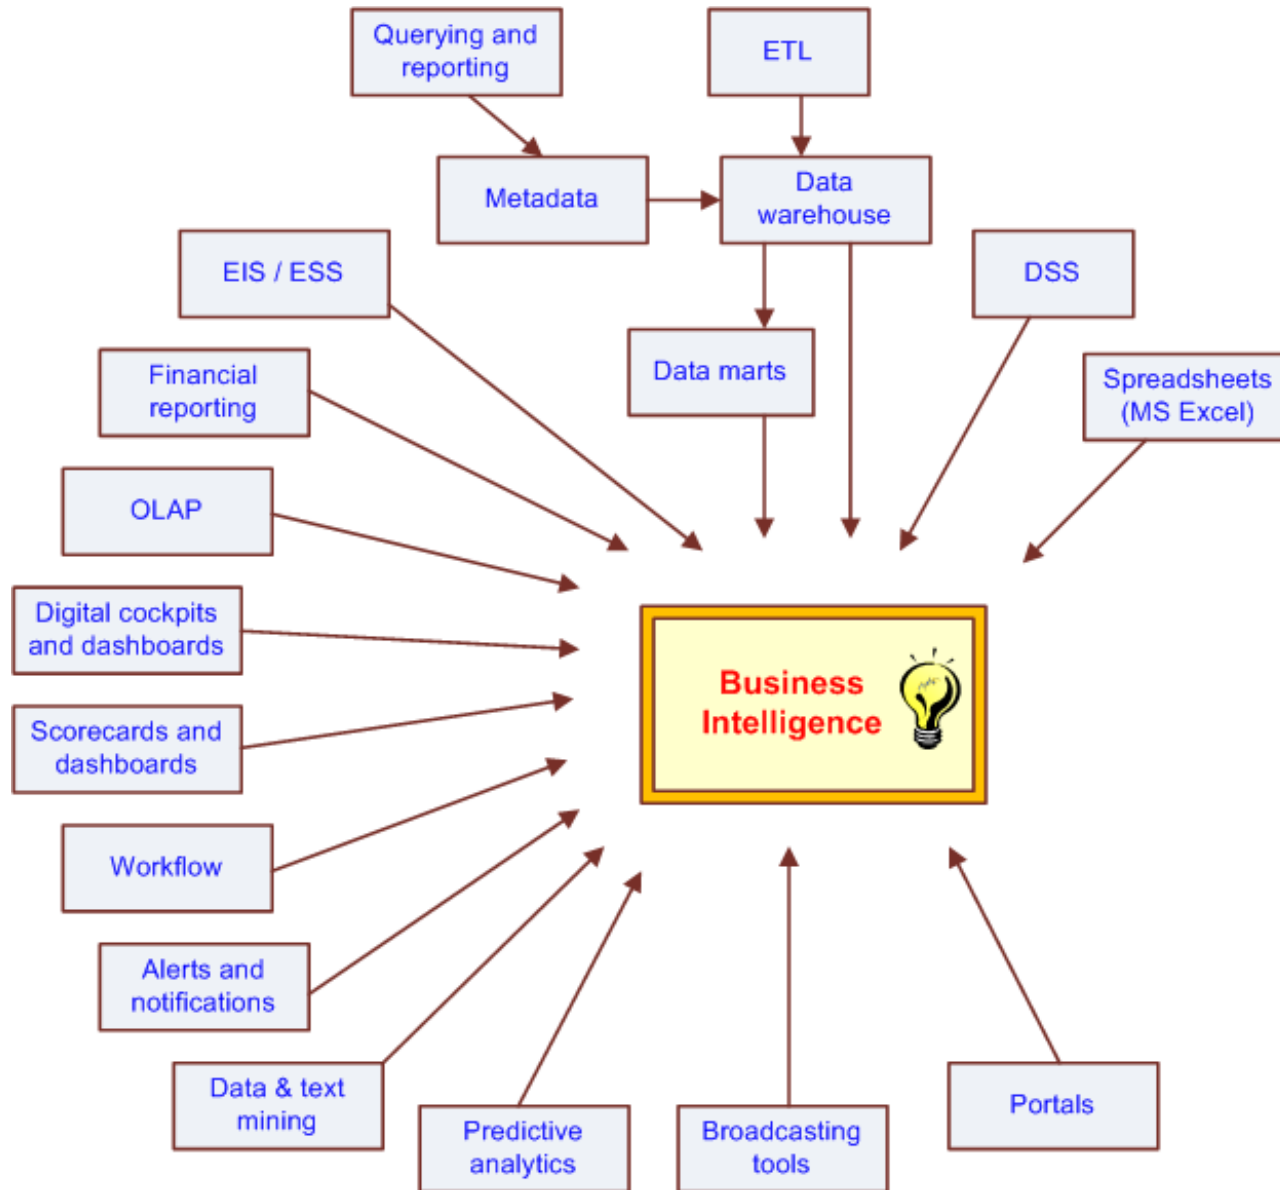 Querying and
reporting
ETL
Metadata
Data
warehouse
EIS / ESS
DSS
Financial
reporting
Data marts
Spreadsheets
(MS Excel)
OLAP
Digital cockpits
and dashboards
Business
Intelligence
Scorecards and
dashboards
Workflow
Alerts and
notifications
Data & text
mining
Predictive
analytics
Broadcasting
tools
Portals